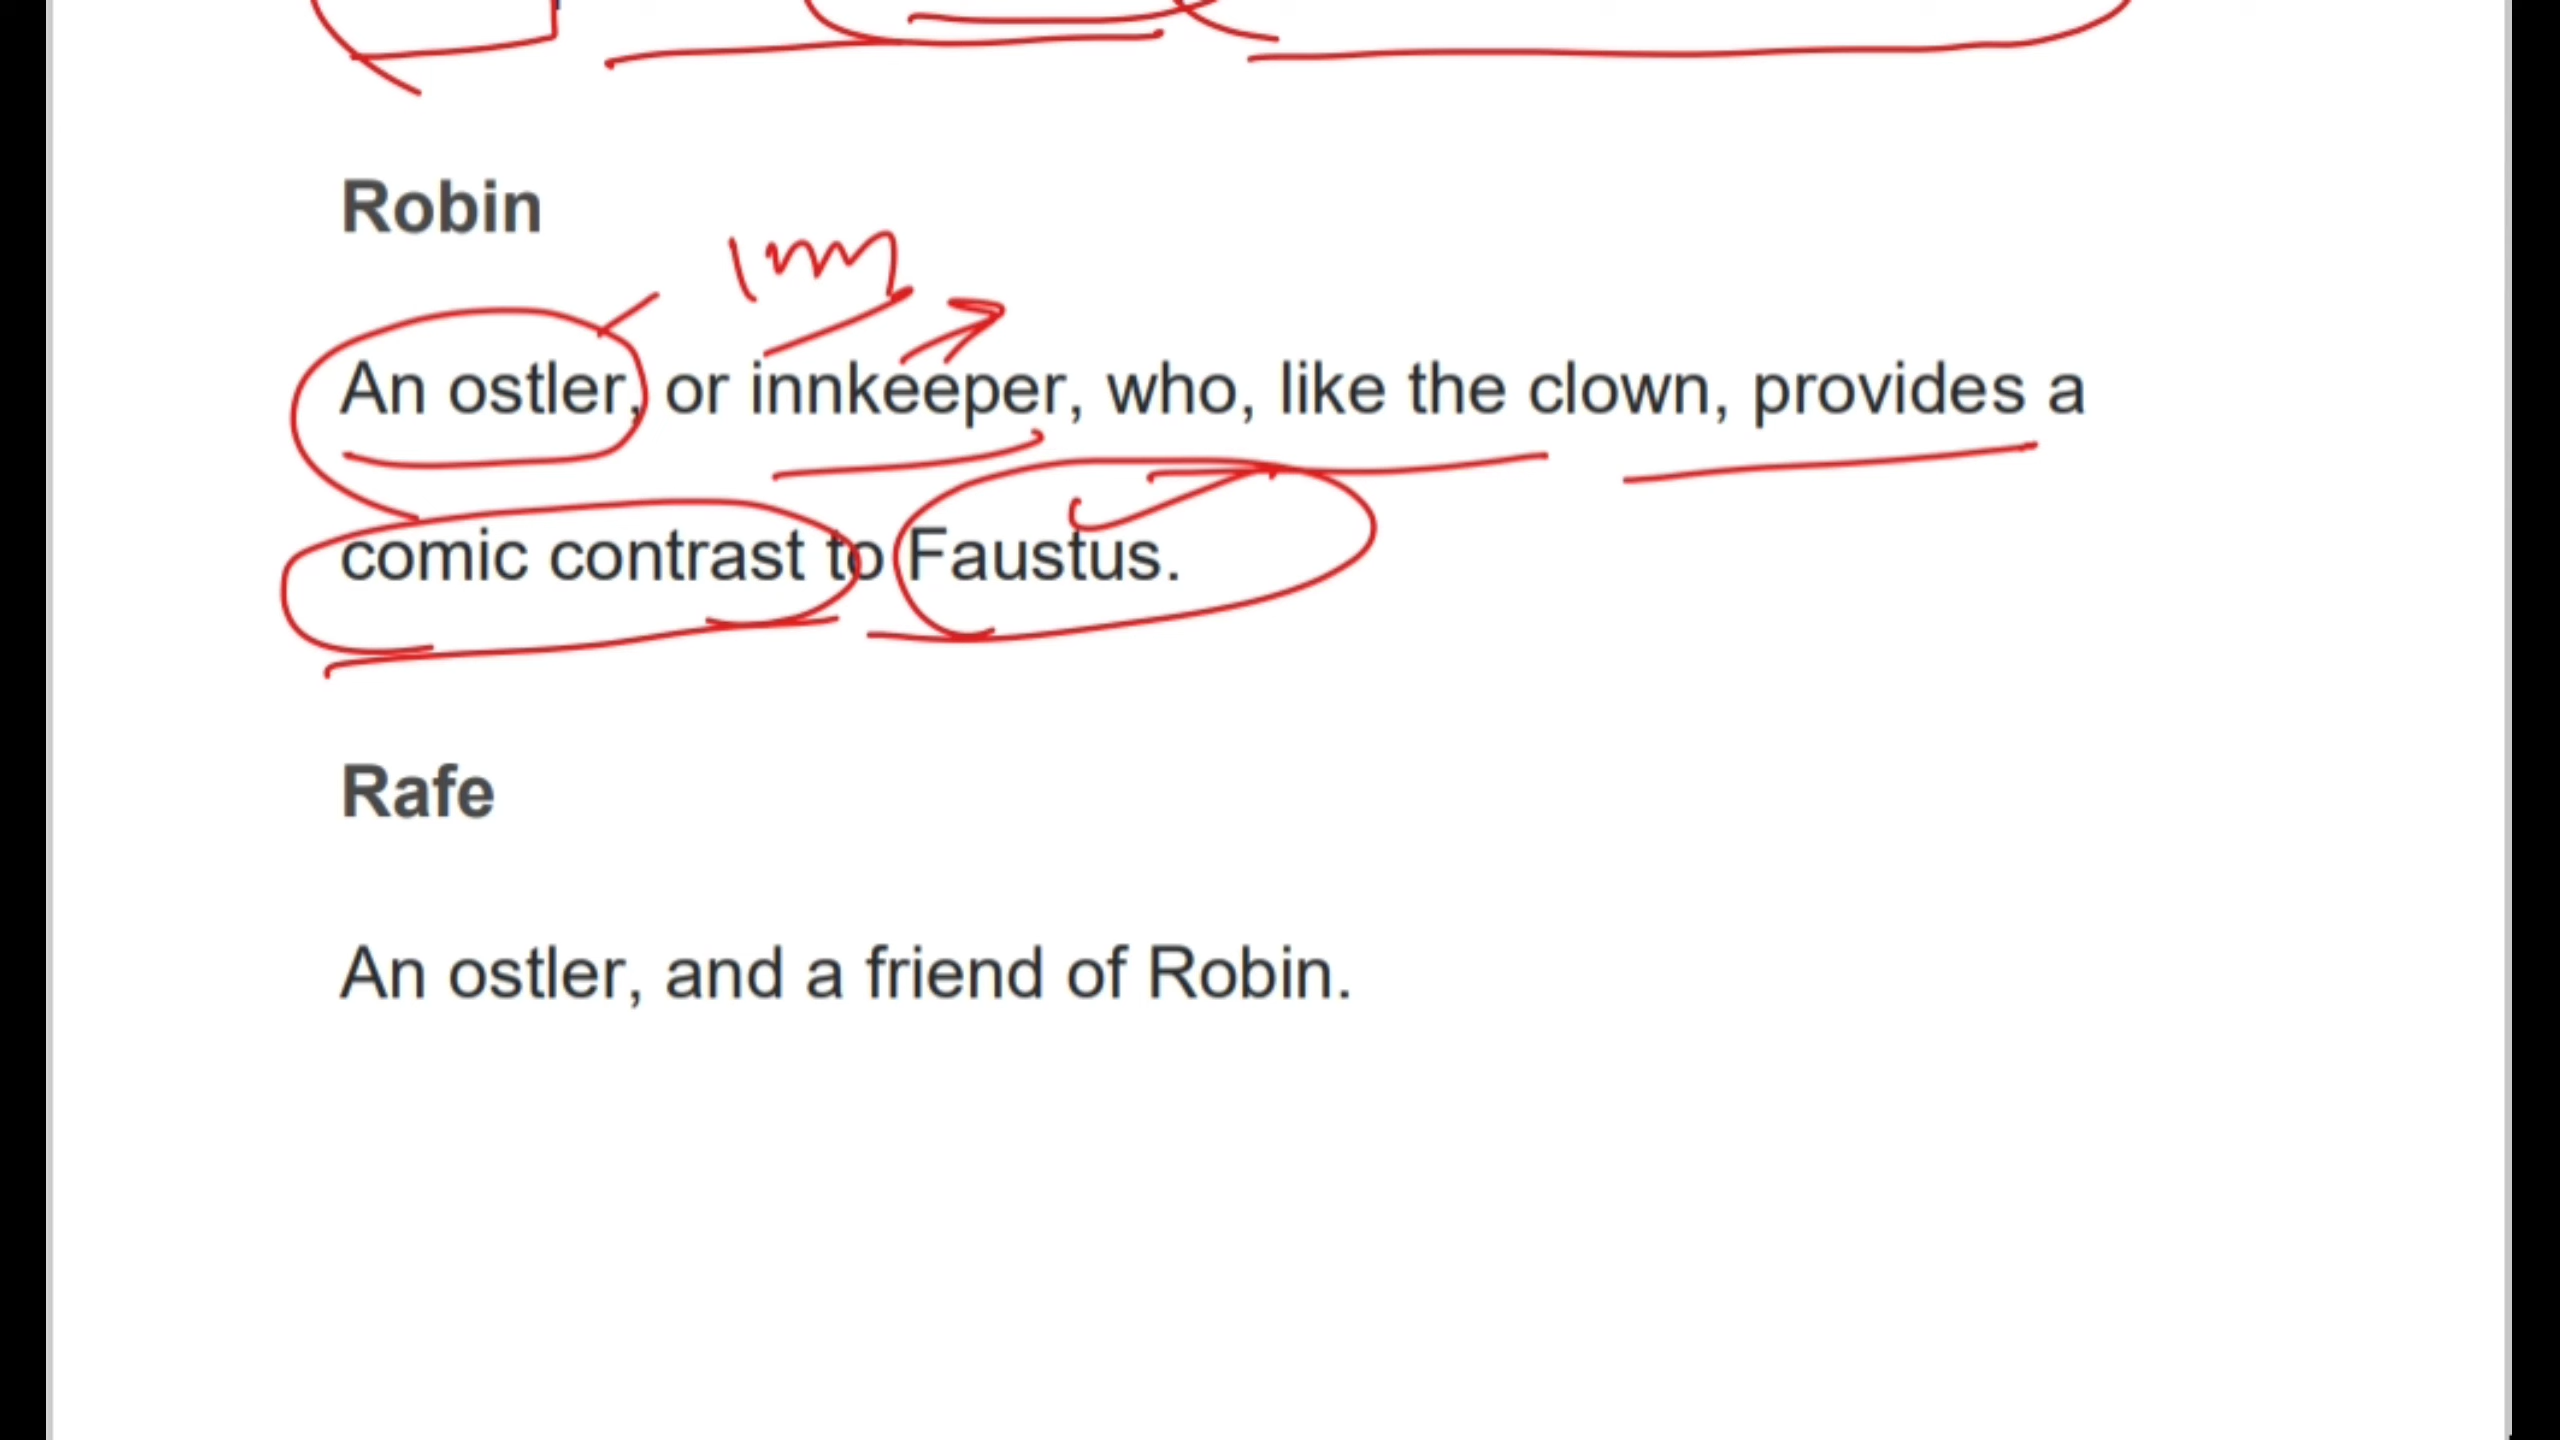 Robin
inn
An ostler, or innkeeper, who, like the clown, provides a
comic contrast to Faustus.
Rafe
An ostler, and a friend of Robin.